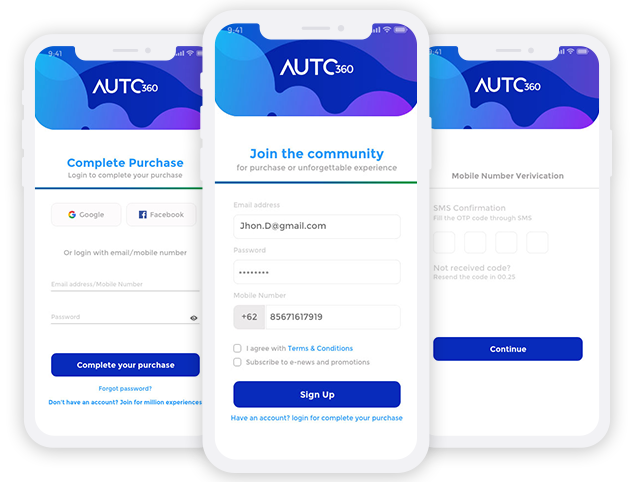 9:41
AUTO360
Complete Purchase
Login to complete your purchase
Google
Facebook
Or login with email/mobile number
Email address/Mobile Number
Password
Complete your purchase
Forgot password?
Don't have an account? Join for million experiences
9:41
AUTO360
Join the community
for purchase or unforgettable experience
Email address
Jhon.D@gmail.com
Password
********
Mobile Number
+62 85671617919
I agree with Terms & Conditions
Subscribe to e-news and promotions
Sign Up
Have an account? login for complete your purchase
9:41
AUTO360
Mobile Number Verivication
SMS Confirmation
Fill the OTP code through SMS
Not received code?
Resend the code in 00.25
Continue